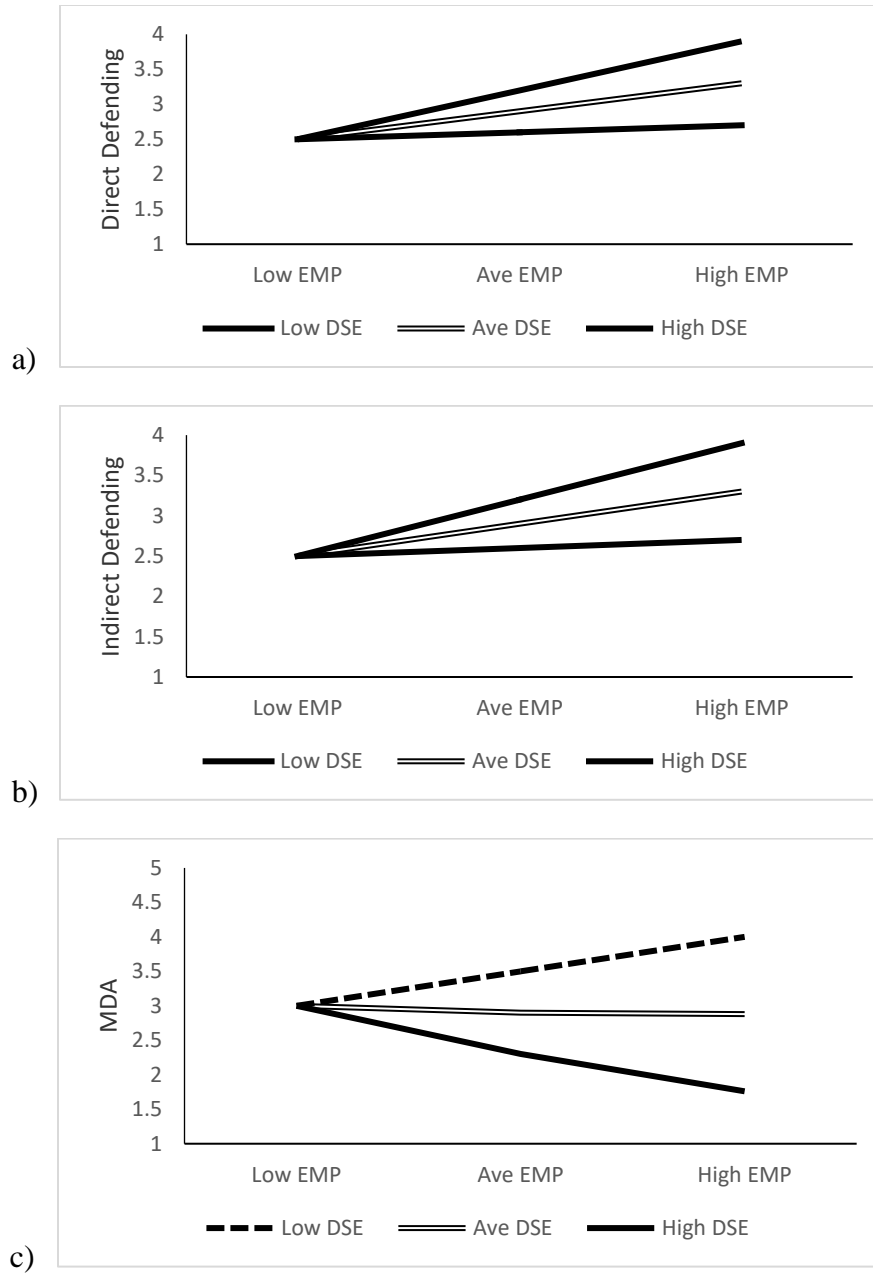 4
3.5
3
2.5
2
1.5
1
Direct Defending
Low EMP Ave EMP High EMP
Low DSE Ave DSE High DSE
a)
4
3.5
3
2.5
2
1.5
1
Indirect Defending
Low EMP Ave EMP High EMP
Low DSE Ave DSE High DSE
b)
5
4.5
4
3.5
3
2.5
2
1.5
1
MDA
Low EMP Ave EMP High EMP
Low DSE Ave DSE High DSE
c)